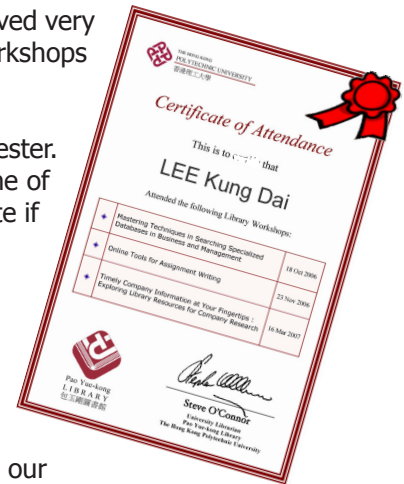 ved very
rkshops
ester.
ne of
te if
our
THE HONG KONG
POLYTECHNIC UNIVERSITY
香港理工大學
Certificate of Attendance
This is to that
LEE Kung Dai
Attended the following Library Workshops:
Mastering Techniques in Searching Specialized
Databases in Business and Management
18 Oct 2006
Online Tools for Assignment Writing
23 Nov 2006
Timely Company Information at Your Fingertips :
Exploring Library Resources for Company Research
16 Mar 2007
Pao Yue-kong
LIBRARY
包玉剛圖書館
Steve O'Connor
University Librarian
Pao Yue-kong Library
The Hong Kong Polytechnic University